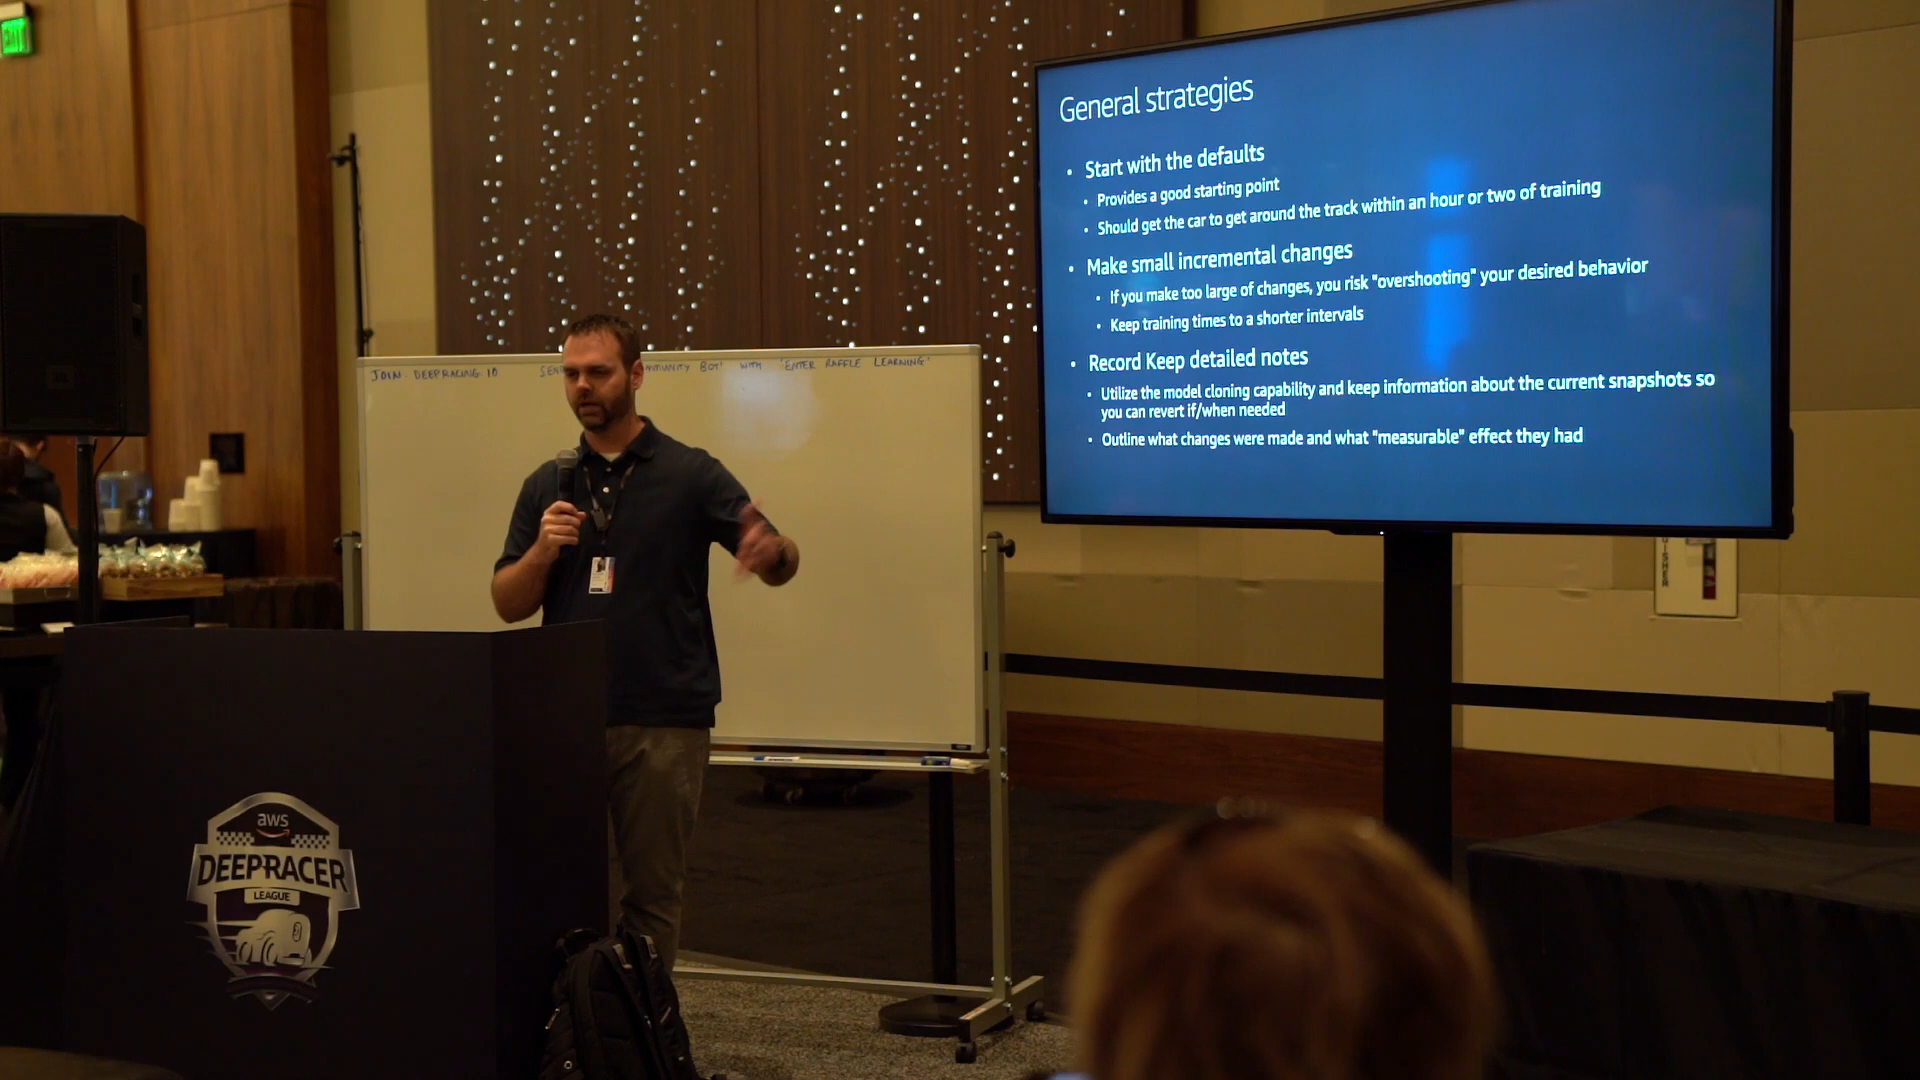 EXIT
General strategies
• Start with the defaults
• Provides a good starting point
• Should get the car to get around the track within an hour or two of training
• Make small incremental changes
• If you make too large of changes, you risk "overshooting" your desired behavior
• Keep training times to a shorter intervals
• Record Keep detailed notes
• Utilize the model cloning capability and keep information about the current snapshots so
you can revert if/when needed
• Outline what changes were made and what "measurable" effect they had
JOIN DEEPRACING.IO BOT' WITH 'ENTER RAFFLE LEARNING'
aws
DEEPRACER
LEAGUE